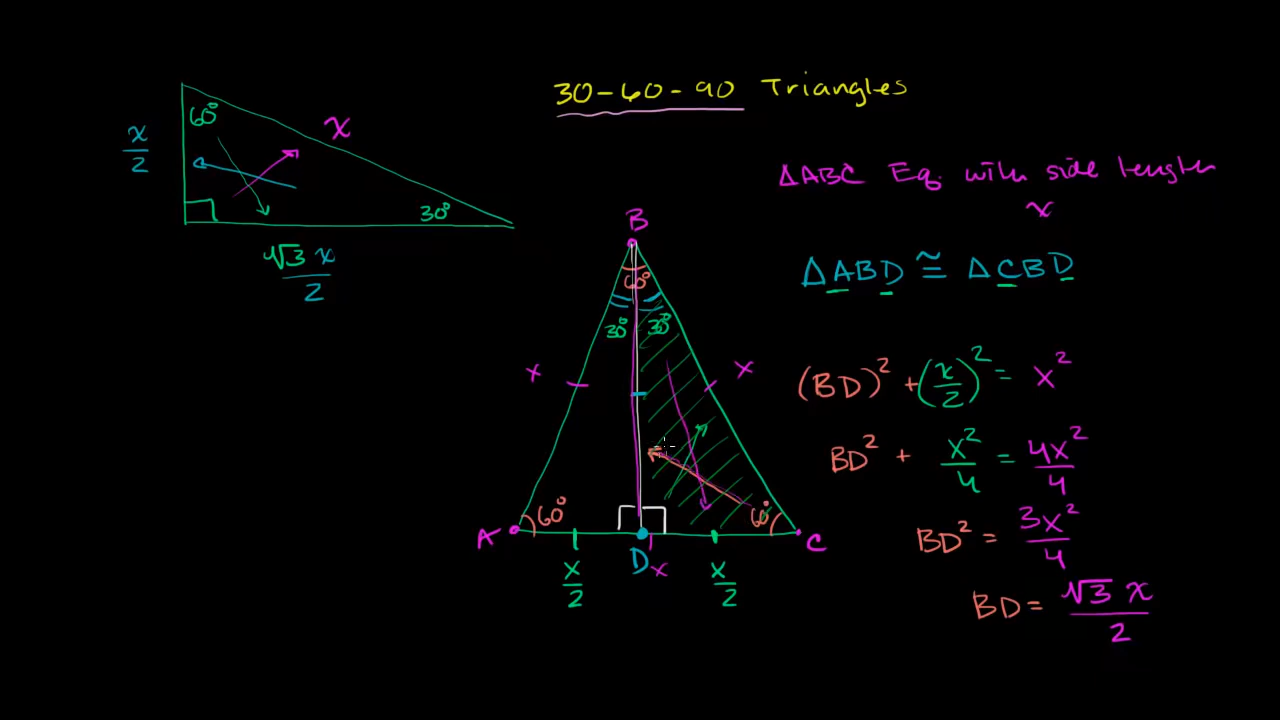 30-60-90 Triangles
60°
x
x/2
30°
√3 x/2
ΔABC Eq. with side length
x
ΔABD ≅ ΔCBD
B
60°
30° 30°
x x
(BD)² + (x/2)² = x²
BD² + x²/4 = 4x²/4
60° 60°
A D x C
x/2 x/2
BD² = 3x²/4
BD = √3 x/2